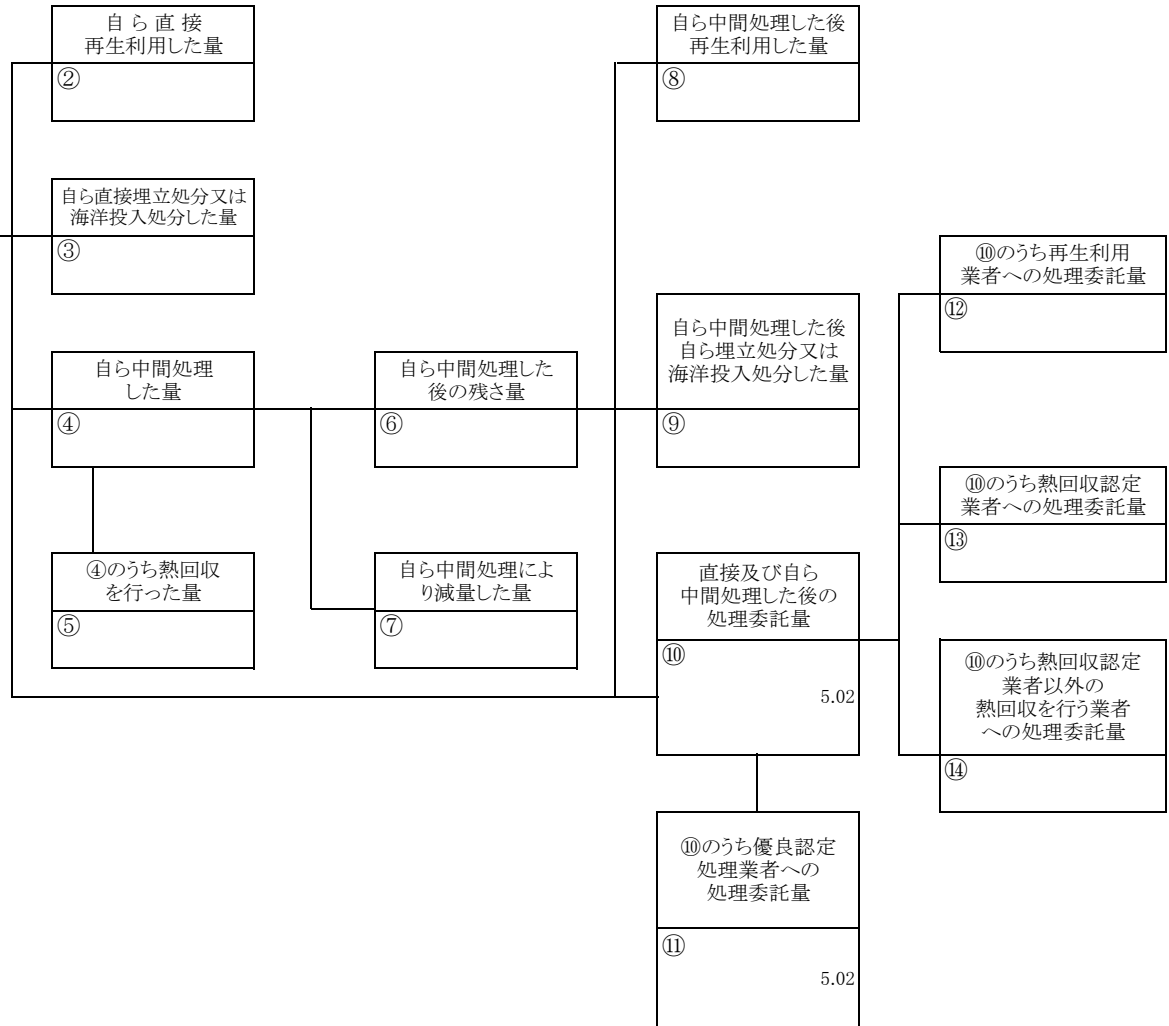 自 ら 直 接
再生利用した量
②
自ら直接埋立処分又は
海洋投入処分した量
③
自ら中間処理
した量
④
④のうち熱回収
を行った量
⑤
自ら中間処理した
後の残さ量
⑥
自ら中間処理によ
り減量した量
⑦
自ら中間処理した後
再生利用した量
⑧
自ら中間処理した後
自ら埋立処分又は
海洋投入処分した量
⑨
直接及び自ら
中間処理した後の
処理委託量
⑩
5.02
⑩のうち優良認定
処理業者への
処理委託量
⑪
5.02
⑩のうち再生利用
業者への処理委託量
⑫
⑩のうち熱回収認定
業者への処理委託量
⑬
⑩のうち熱回収認定
業者以外の
熱回収を行う業者
への処理委託量
⑭